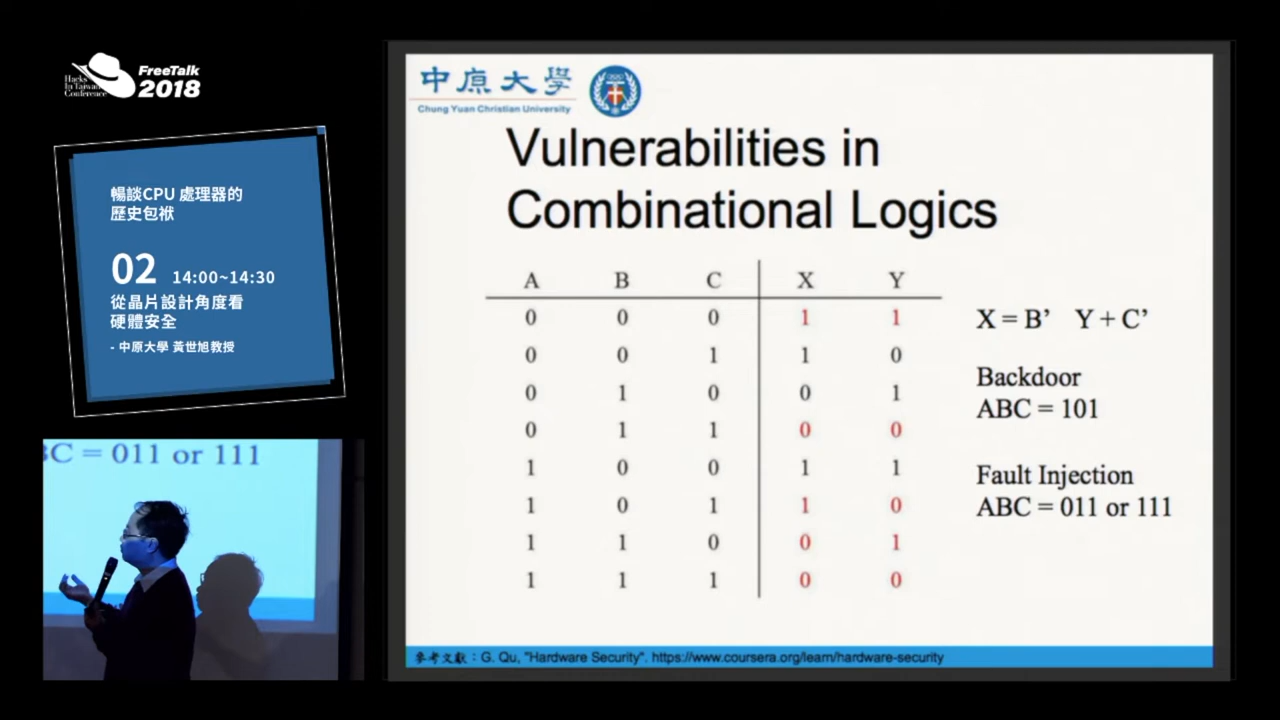 Hacks
In Taiwan
Conference
FreeTalk
2018
暢談CPU 處理器的
歷史包袱
02 14:00~14:30
從晶片設計角度看
硬體安全
- 中原大學 黃世旭教授
BC = 011 or 111
中原大學
Chung Yuan Christian University
Vulnerabilities in
Combinational Logics
A B C X Y
0 0 0 1 1
0 0 1 1 0
0 1 0 0 1
0 1 1 0 0
1 0 0 1 1
1 0 1 1 0
1 1 0 0 1
1 1 1 0 0
X = B’ Y + C’
Backdoor
ABC = 101
Fault Injection
ABC = 011 or 111
參考文獻：G. Qu, "Hardware Security". https://www.coursera.org/learn/hardware-security